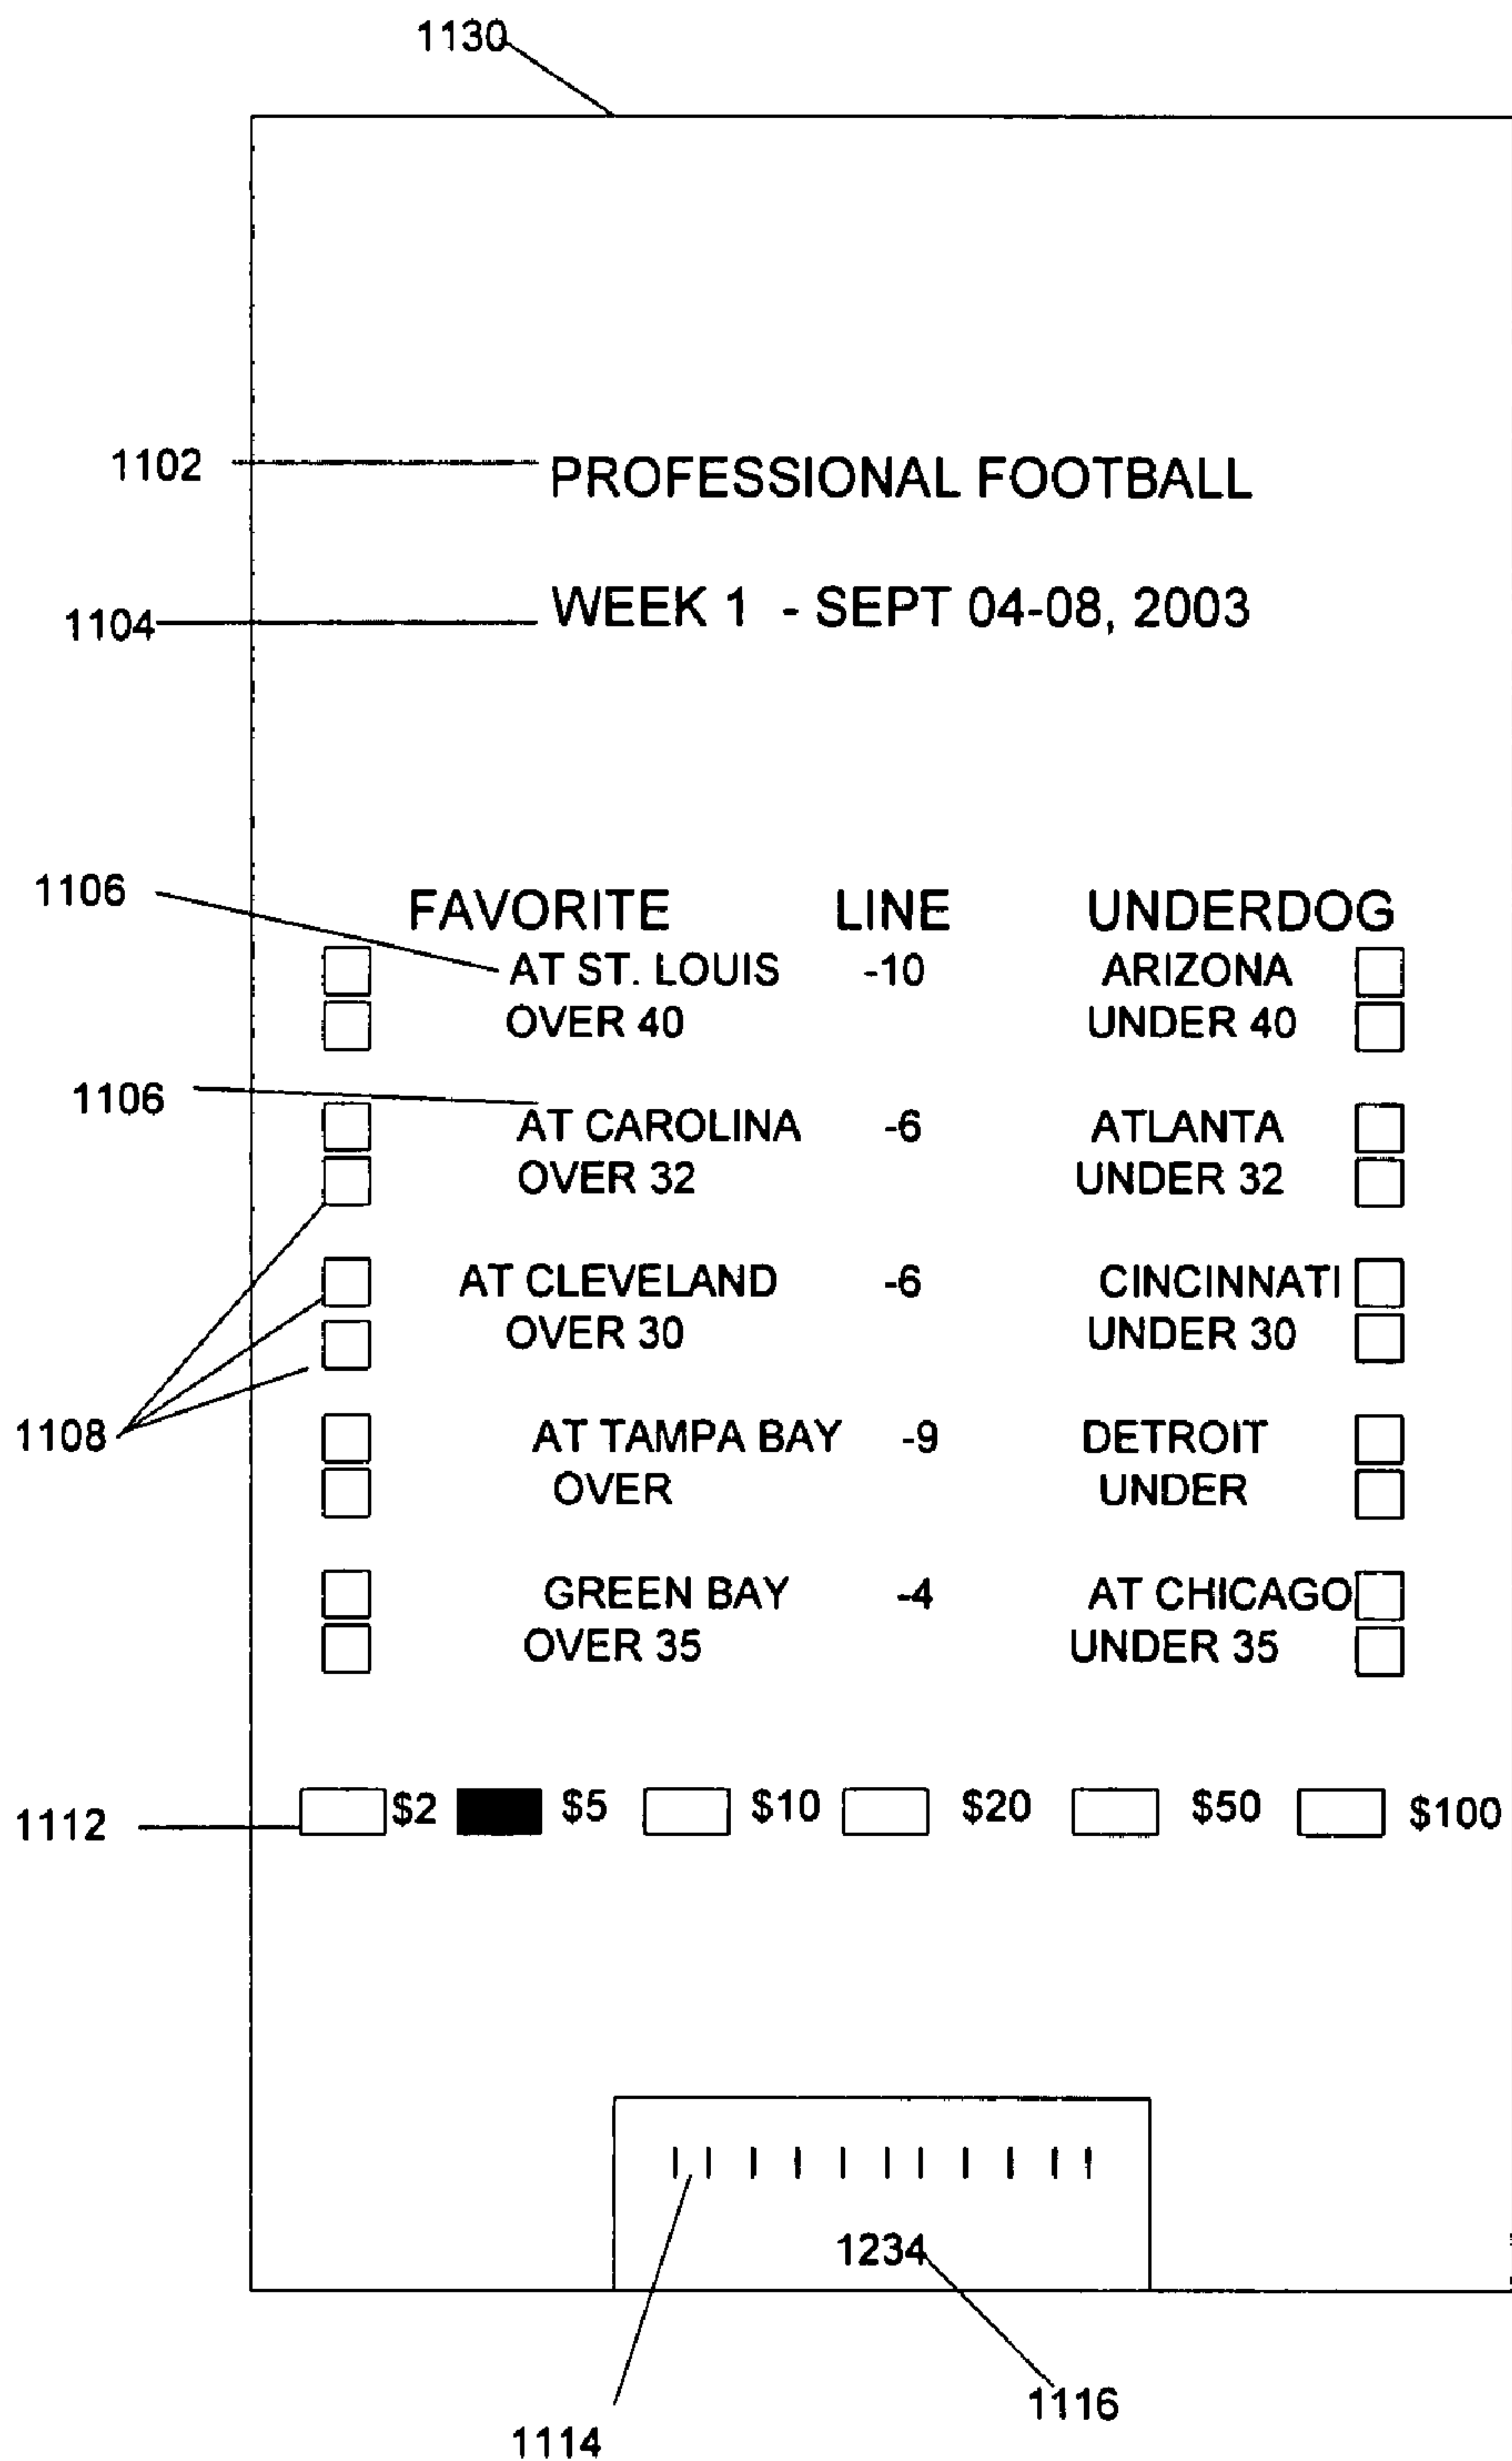 1130
1102 PROFESSIONAL FOOTBALL
1104 WEEK 1 - SEPT 04-08, 2003
1106 FAVORITE LINE UNDERDOG
AT ST. LOUIS -10 ARIZONA
OVER 40 UNDER 40
1106 AT CAROLINA -6 ATLANTA
OVER 32 UNDER 32
AT CLEVELAND -6 CINCINNATI
OVER 30 UNDER 30
1108 AT TAMPA BAY -9 DETROIT
OVER UNDER
GREEN BAY -4 AT CHICAGO
OVER 35 UNDER 35
1112 $2 $5 $10 $20 $50 $100
1234
1116
1114